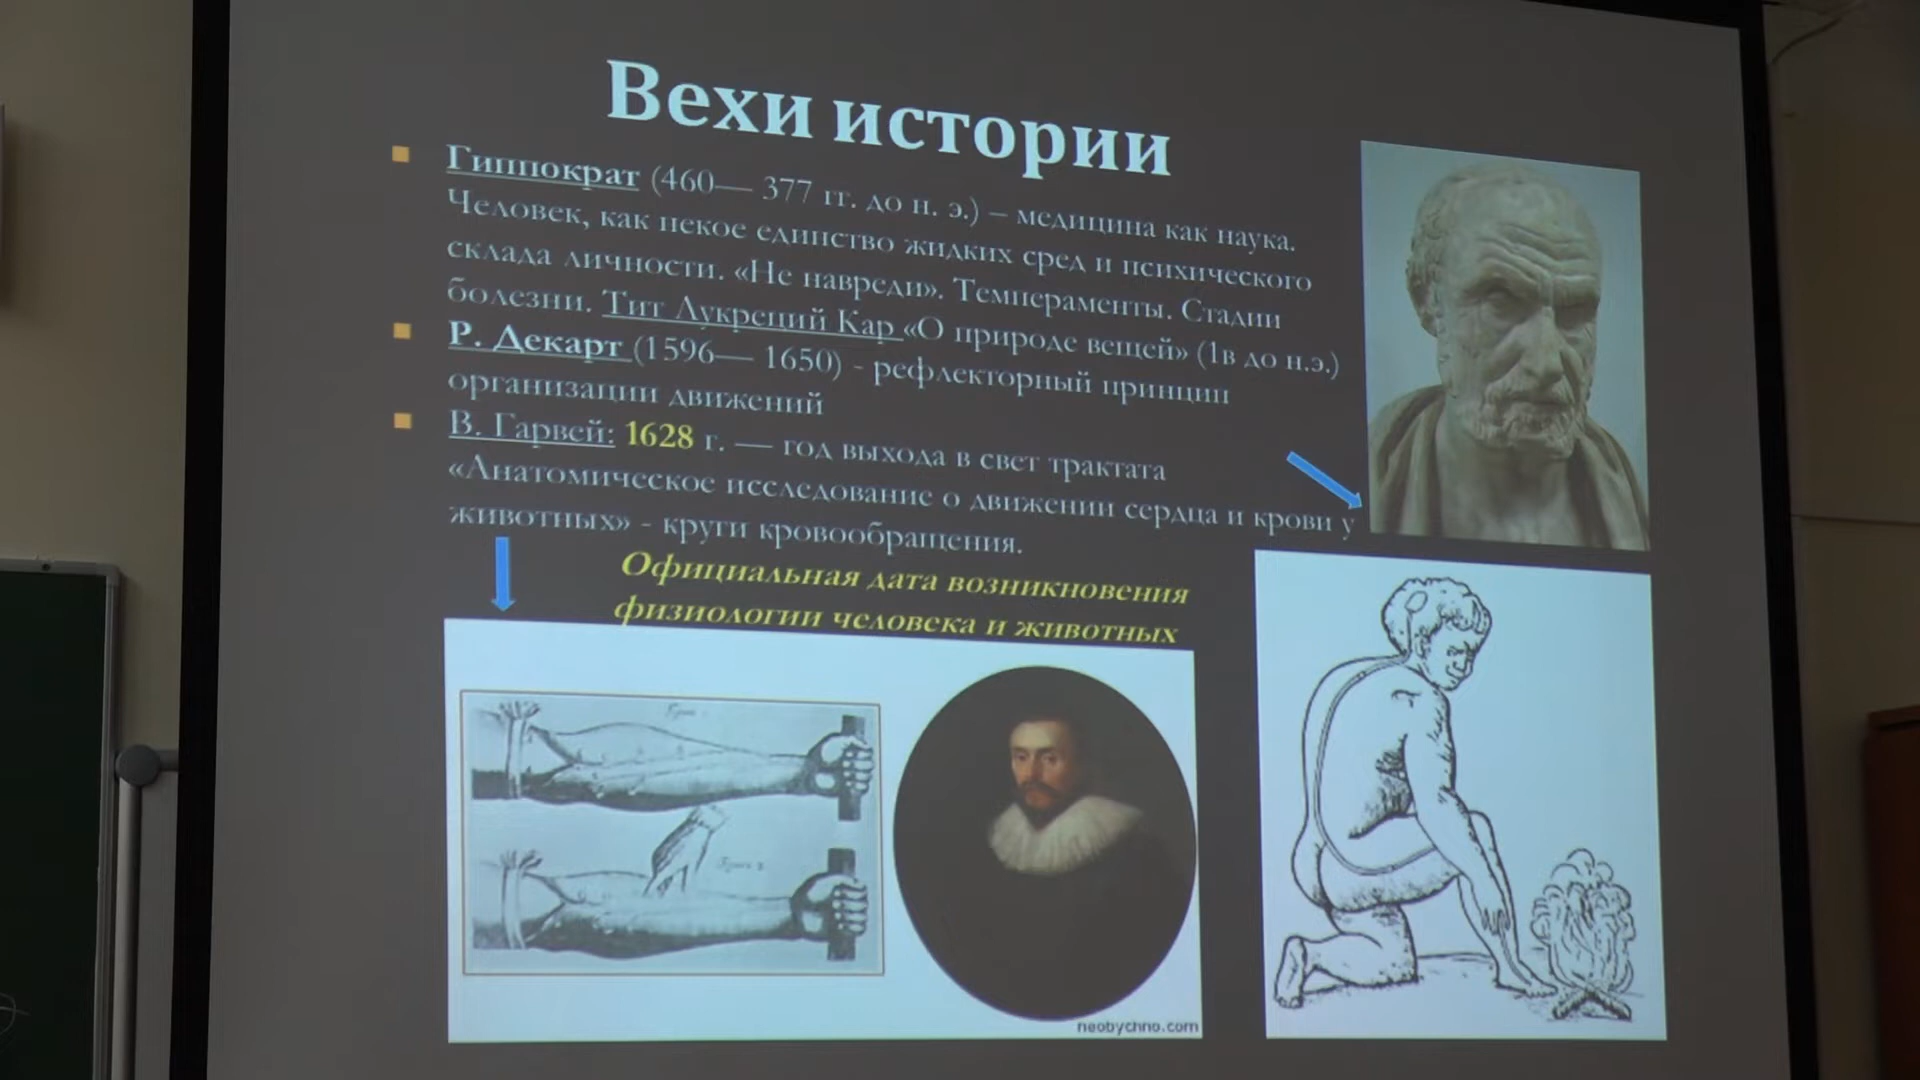 Вехи истории
Гиппократ (460— 377 гг. до н. э.) – медицина как наука.
Человек, как некое единство жидких сред и психического
склада личности. «Не навреди». Темпераменты. Стадии
болезни. Тит Лукреций Кар «О природе вещей» (1в до н.э.)
Р. Декарт (1596— 1650) - рефлекторный принцип
организации движений
В. Гарвей: 1628 г. — год выхода в свет трактата
«Анатомическое исследование о движении сердца и крови у
животных» - круги кровообращения.
Официальная дата возникновения
физиологии человека и животных
neobychno.com